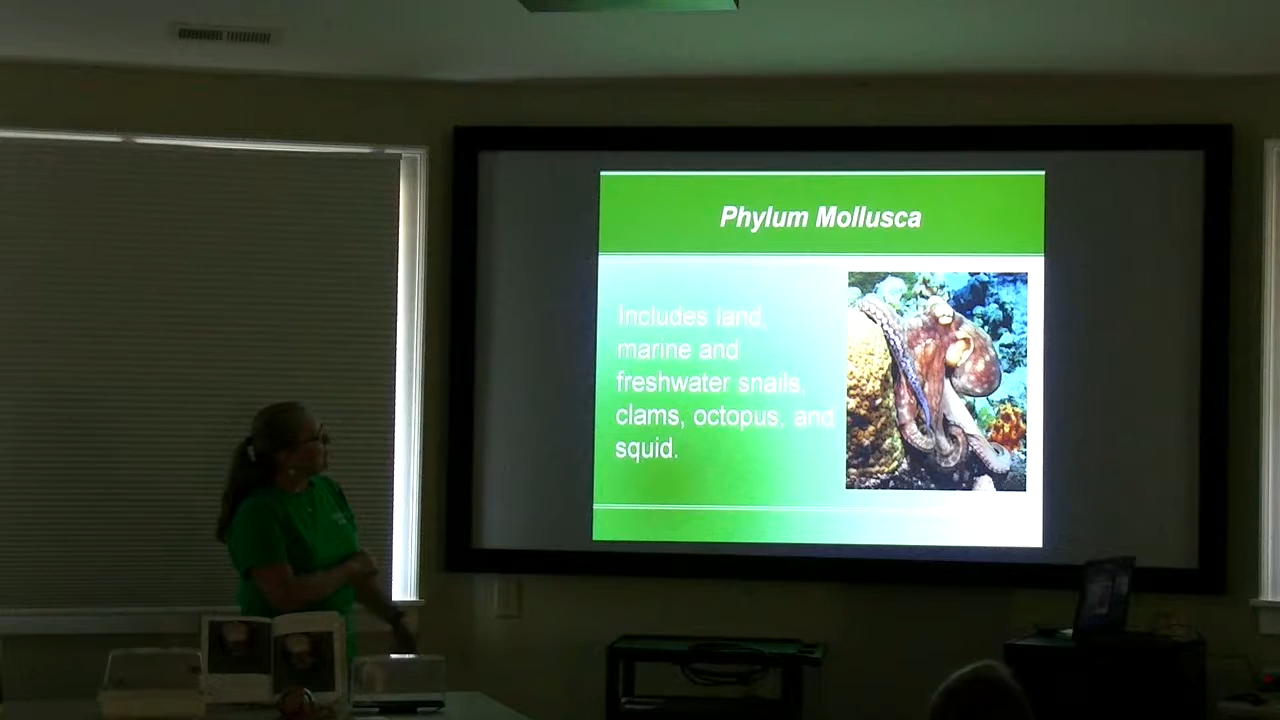 Phylum Mollusca
Includes land,
marine and
freshwater snails,
clams, octopus, and
squid.